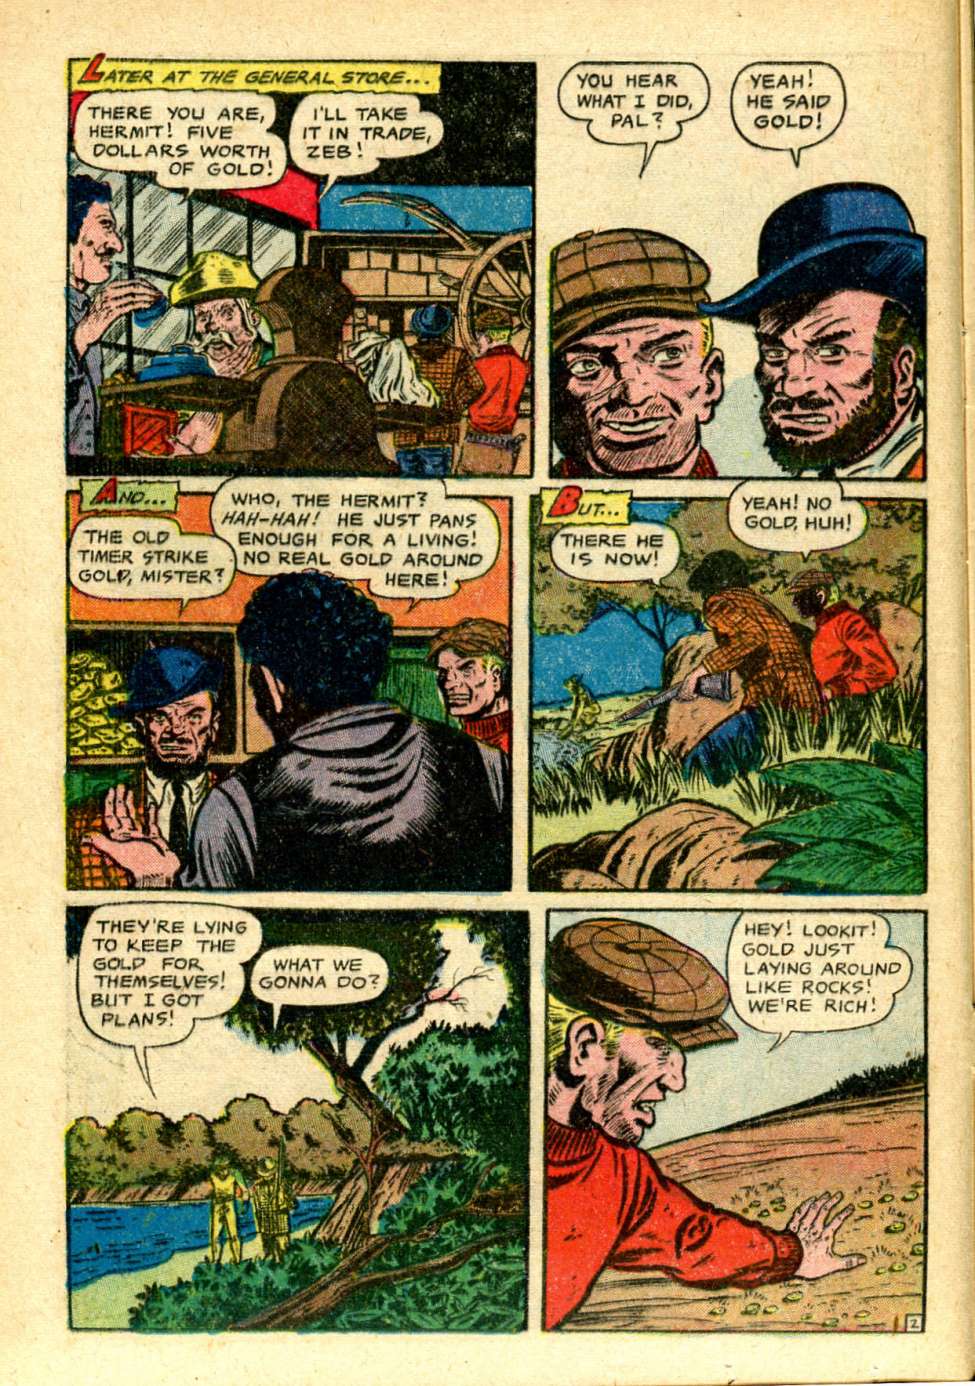 LATER AT THE GENERAL STORE...
THERE YOU ARE,
HERMIT! FIVE
DOLLARS WORTH
OF GOLD!
I'LL TAKE
IT IN TRADE,
ZEB!
YOU HEAR
WHAT I DID,
PAL?
YEAH!
HE SAID
GOLD!
AND...
THE OLD
TIMER STRIKE
GOLD, MISTER?
WHO, THE HERMIT?
HAH-HAH! HE JUST PANS
ENOUGH FOR A LIVING!
NO REAL GOLD AROUND
HERE!
BUT...
THERE HE
IS NOW!
YEAH! NO
GOLD, HUH!
THEY'RE LYING
TO KEEP THE
GOLD FOR
THEMSELVES!
BUT I GOT
PLANS!
WHAT WE
GONNA DO?
HEY! LOOKIT!
GOLD JUST
LAYING AROUND
LIKE ROCKS!
WE'RE RICH!
2